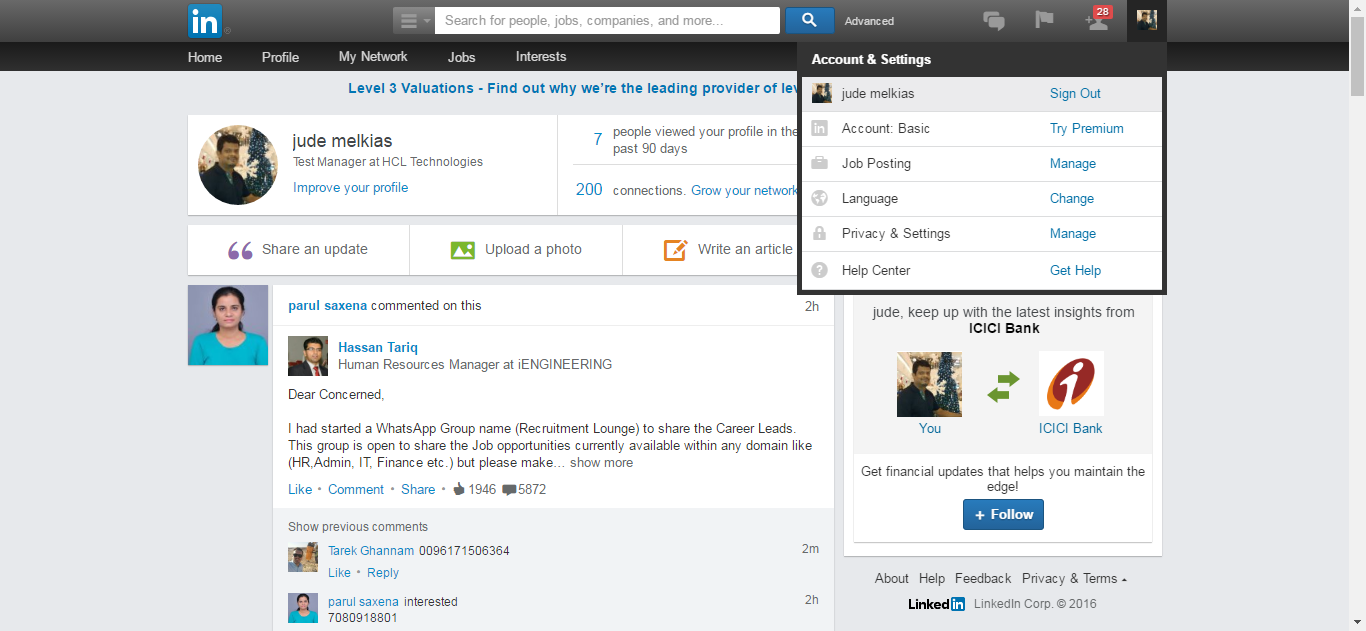 in
Search for people, jobs, companies, and more...
Advanced
28
Home Profile My Network Jobs Interests
Account & Settings
jude melkias Sign Out
Account: Basic Try Premium
Job Posting Manage
Language Change
Privacy & Settings Manage
Help Center Get Help
Level 3 Valuations - Find out why we're the leading provider of lev
jude melkias
Test Manager at HCL Technologies
Improve your profile
7 people viewed your profile in the
past 90 days
200 connections. Grow your network
Share an update Upload a photo Write an article
parul saxena commented on this 2h
Hassan Tariq
Human Resources Manager at iENGINEERING
Dear Concerned,
I had started a WhatsApp Group name (Recruitment Lounge) to share the Career Leads.
This group is open to share the Job opportunities currently available within any domain like
(HR,Admin, IT, Finance etc.) but please make... show more
Like • Comment • Share • 1946 5872
Show previous comments
Tarek Ghannam 0096171506364 2m
Like • Reply
parul saxena interested 2h
7080918801
jude, keep up with the latest insights from
ICICI Bank
You ICICI Bank
Get financial updates that helps you maintain the
edge!
+ Follow
About Help Feedback Privacy & Terms
Linked in LinkedIn Corp. © 2016